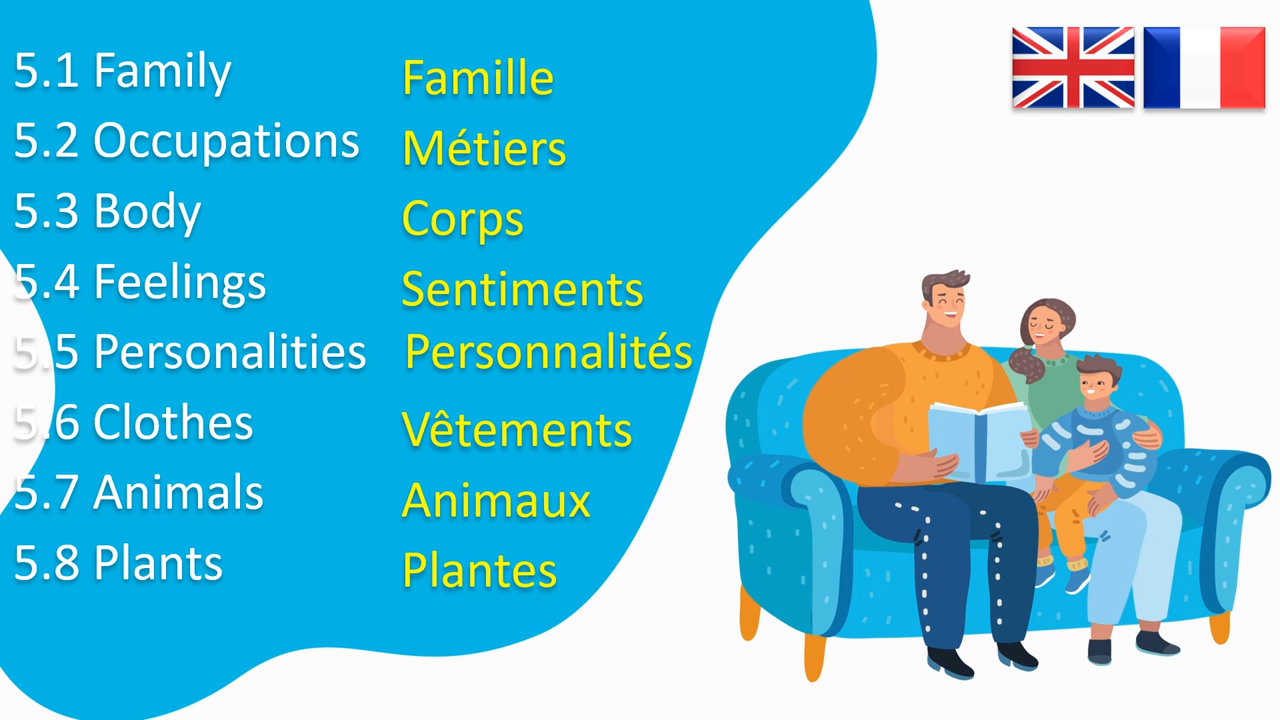 5.1 Family Famille
5.2 Occupations Métiers
5.3 Body Corps
5.4 Feelings Sentiments
5.5 Personalities Personnalités
5.6 Clothes Vêtements
5.7 Animals Animaux
5.8 Plants Plantes